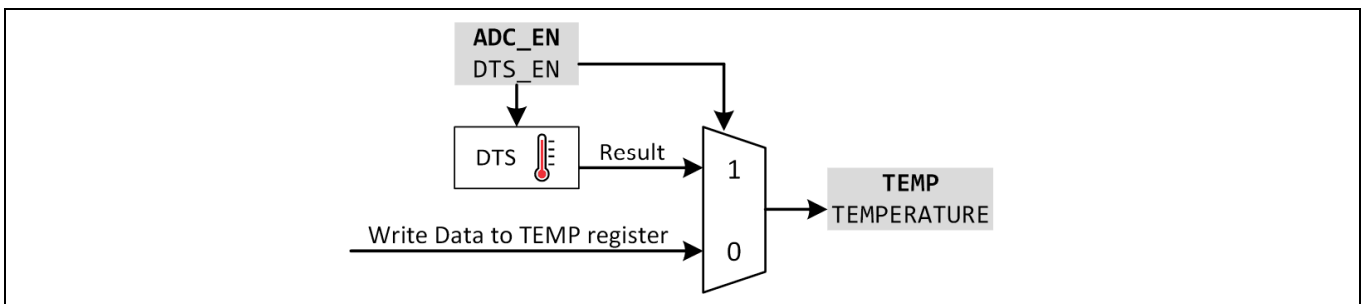 ADC_EN
DTS_EN
DTS
Result
1
TEMP
TEMPERATURE
Write Data to TEMP register
0